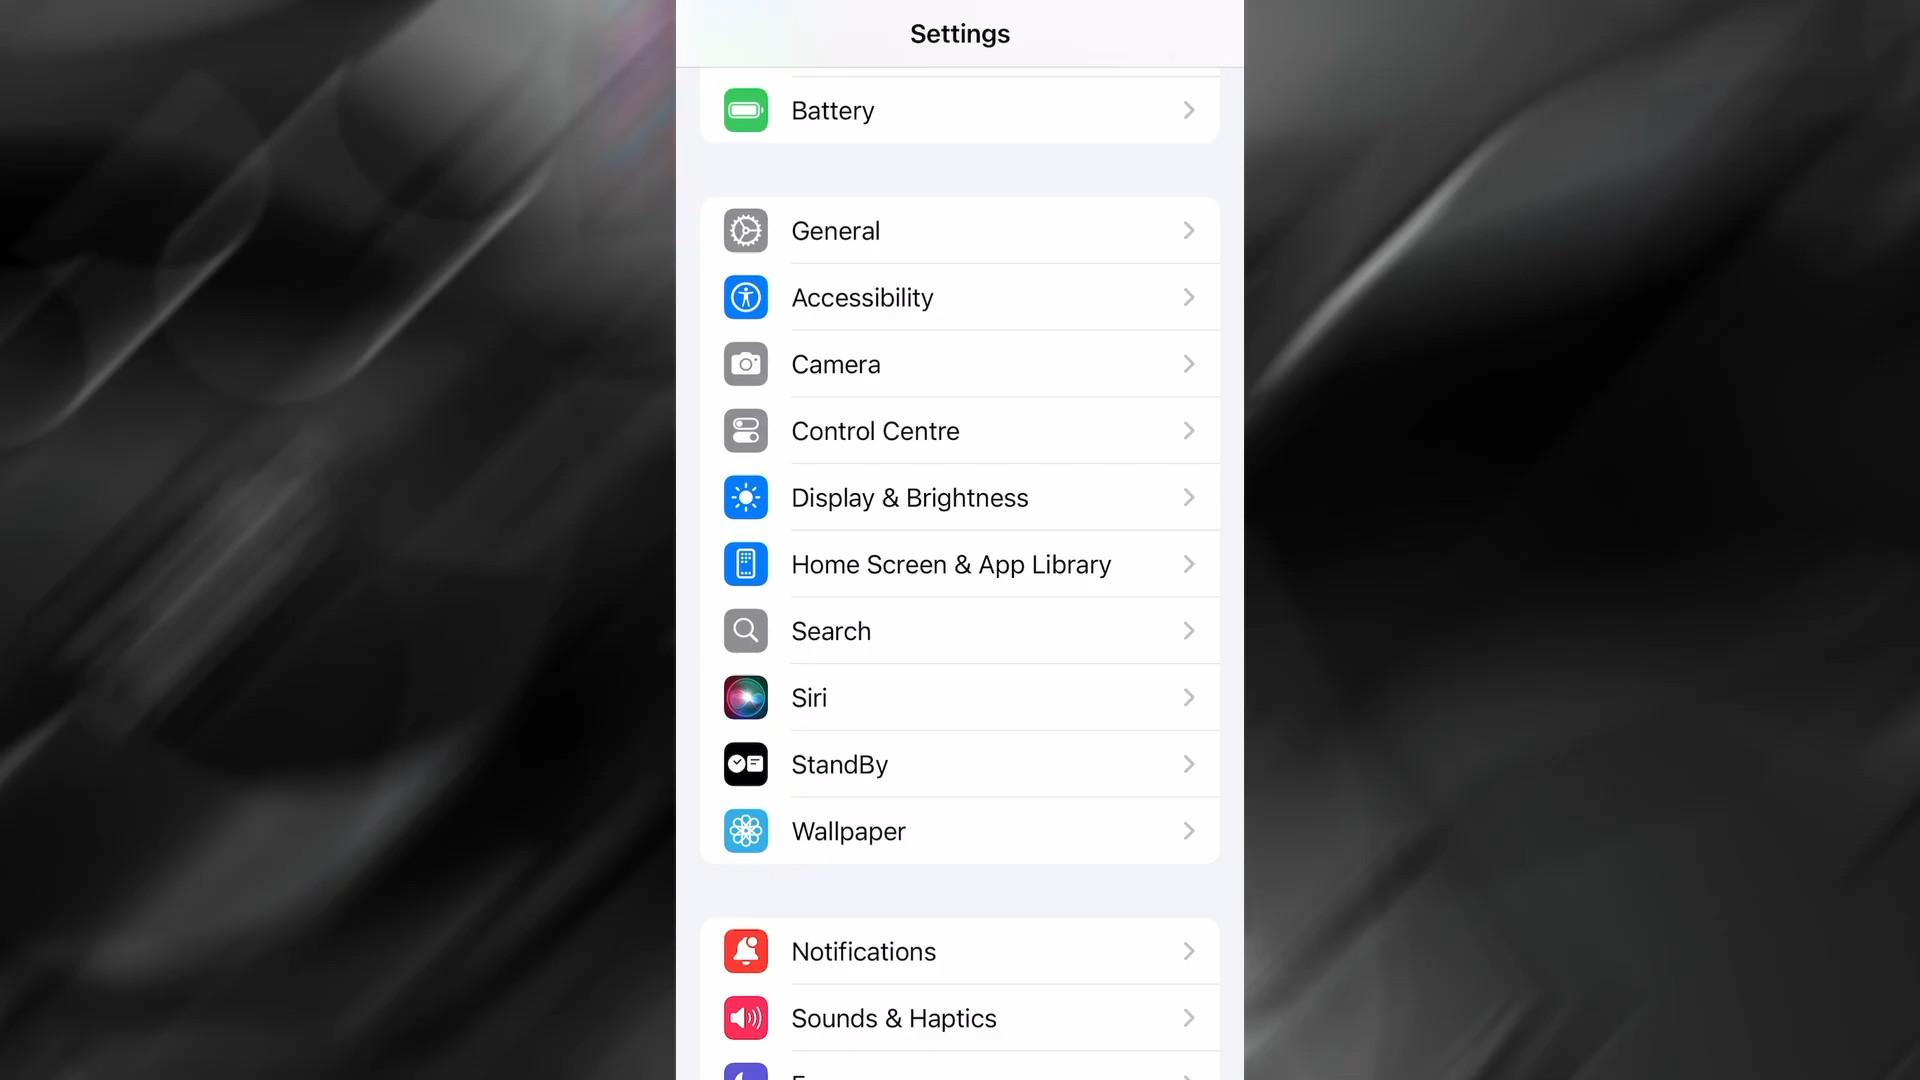 Settings
Battery
General
Accessibility
Camera
Control Centre
Display & Brightness
Home Screen & App Library
Search
Siri
StandBy
Wallpaper
Notifications
Sounds & Haptics